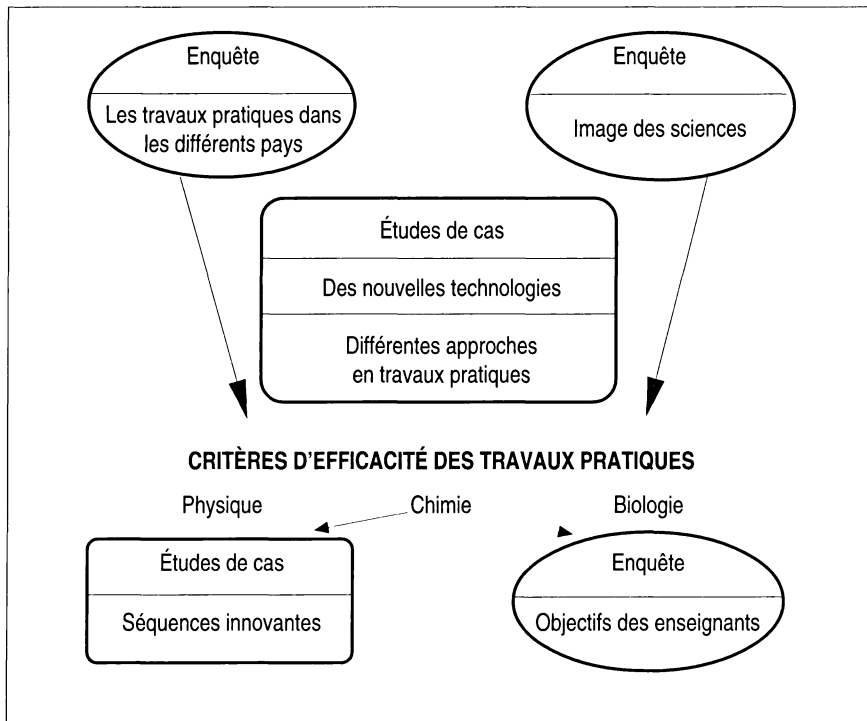 Enquête
Les travaux pratiques dans
les différents pays
Enquête
Image des sciences
Études de cas
Des nouvelles technologies
Différentes approches
en travaux pratiques
CRITÈRES D'EFFICACITÉ DES TRAVAUX PRATIQUES
Physique Chimie Biologie
Études de cas
Séquences innovantes
Enquête
Objectifs des enseignants